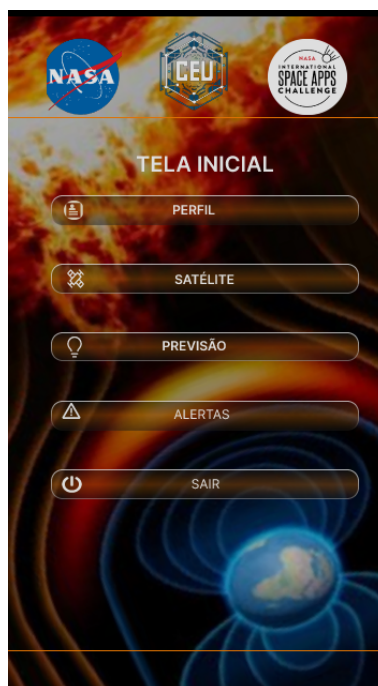 NASA
CEU
NASA
INTERNATIONAL
SPACE APPS
CHALLENGE
TELA INICIAL
PERFIL
SATÉLITE
PREVISÃO
ALERTAS
SAIR